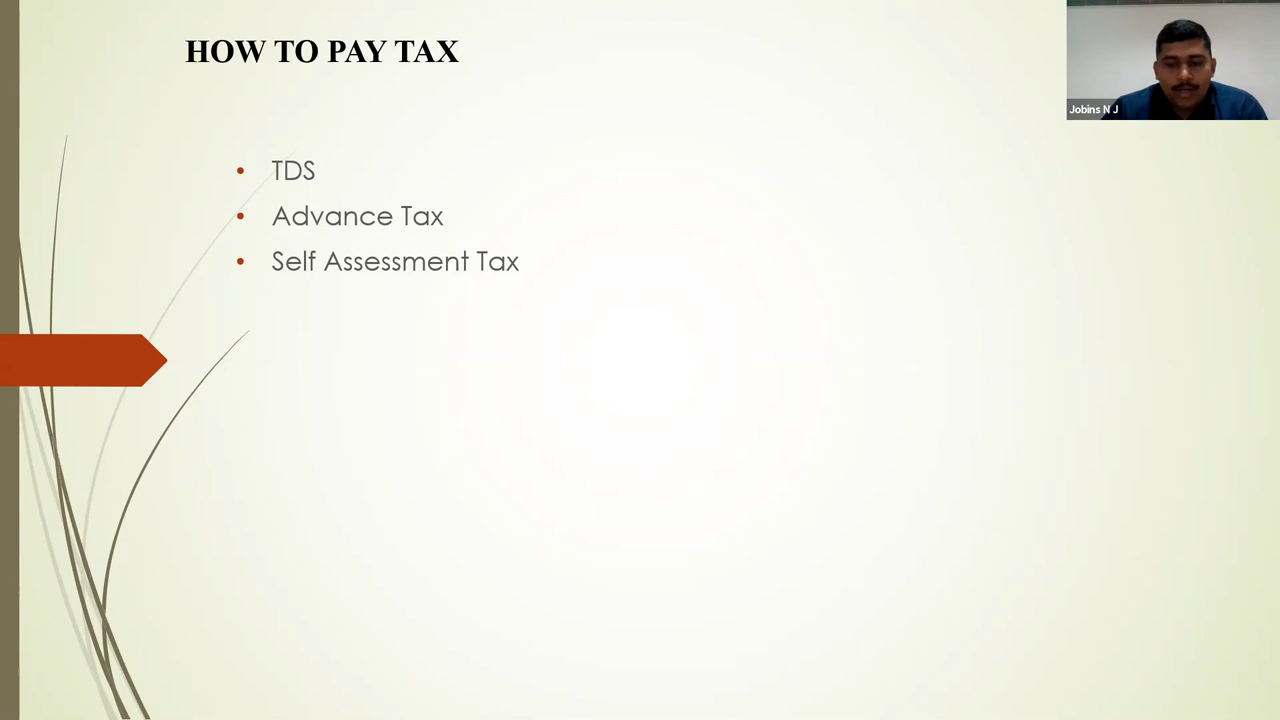 HOW TO PAY TAX
Jobins N J
• TDS
• Advance Tax
• Self Assessment Tax